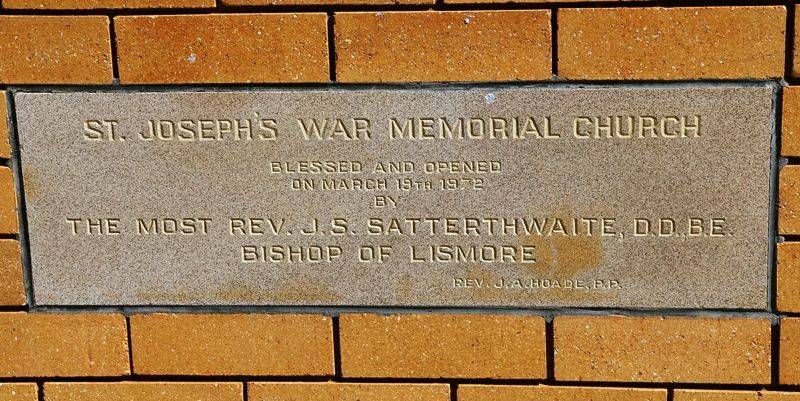 ST. JOSEPH'S WAR MEMORIAL CHURCH
BLESSED AND OPENED
ON MARCH 19TH 1972
BY
THE MOST REV. J.S. SATTERTHWAITE, D.D.,B.E.
BISHOP OF LISMORE
REV. J.A. HOADE, P.P.